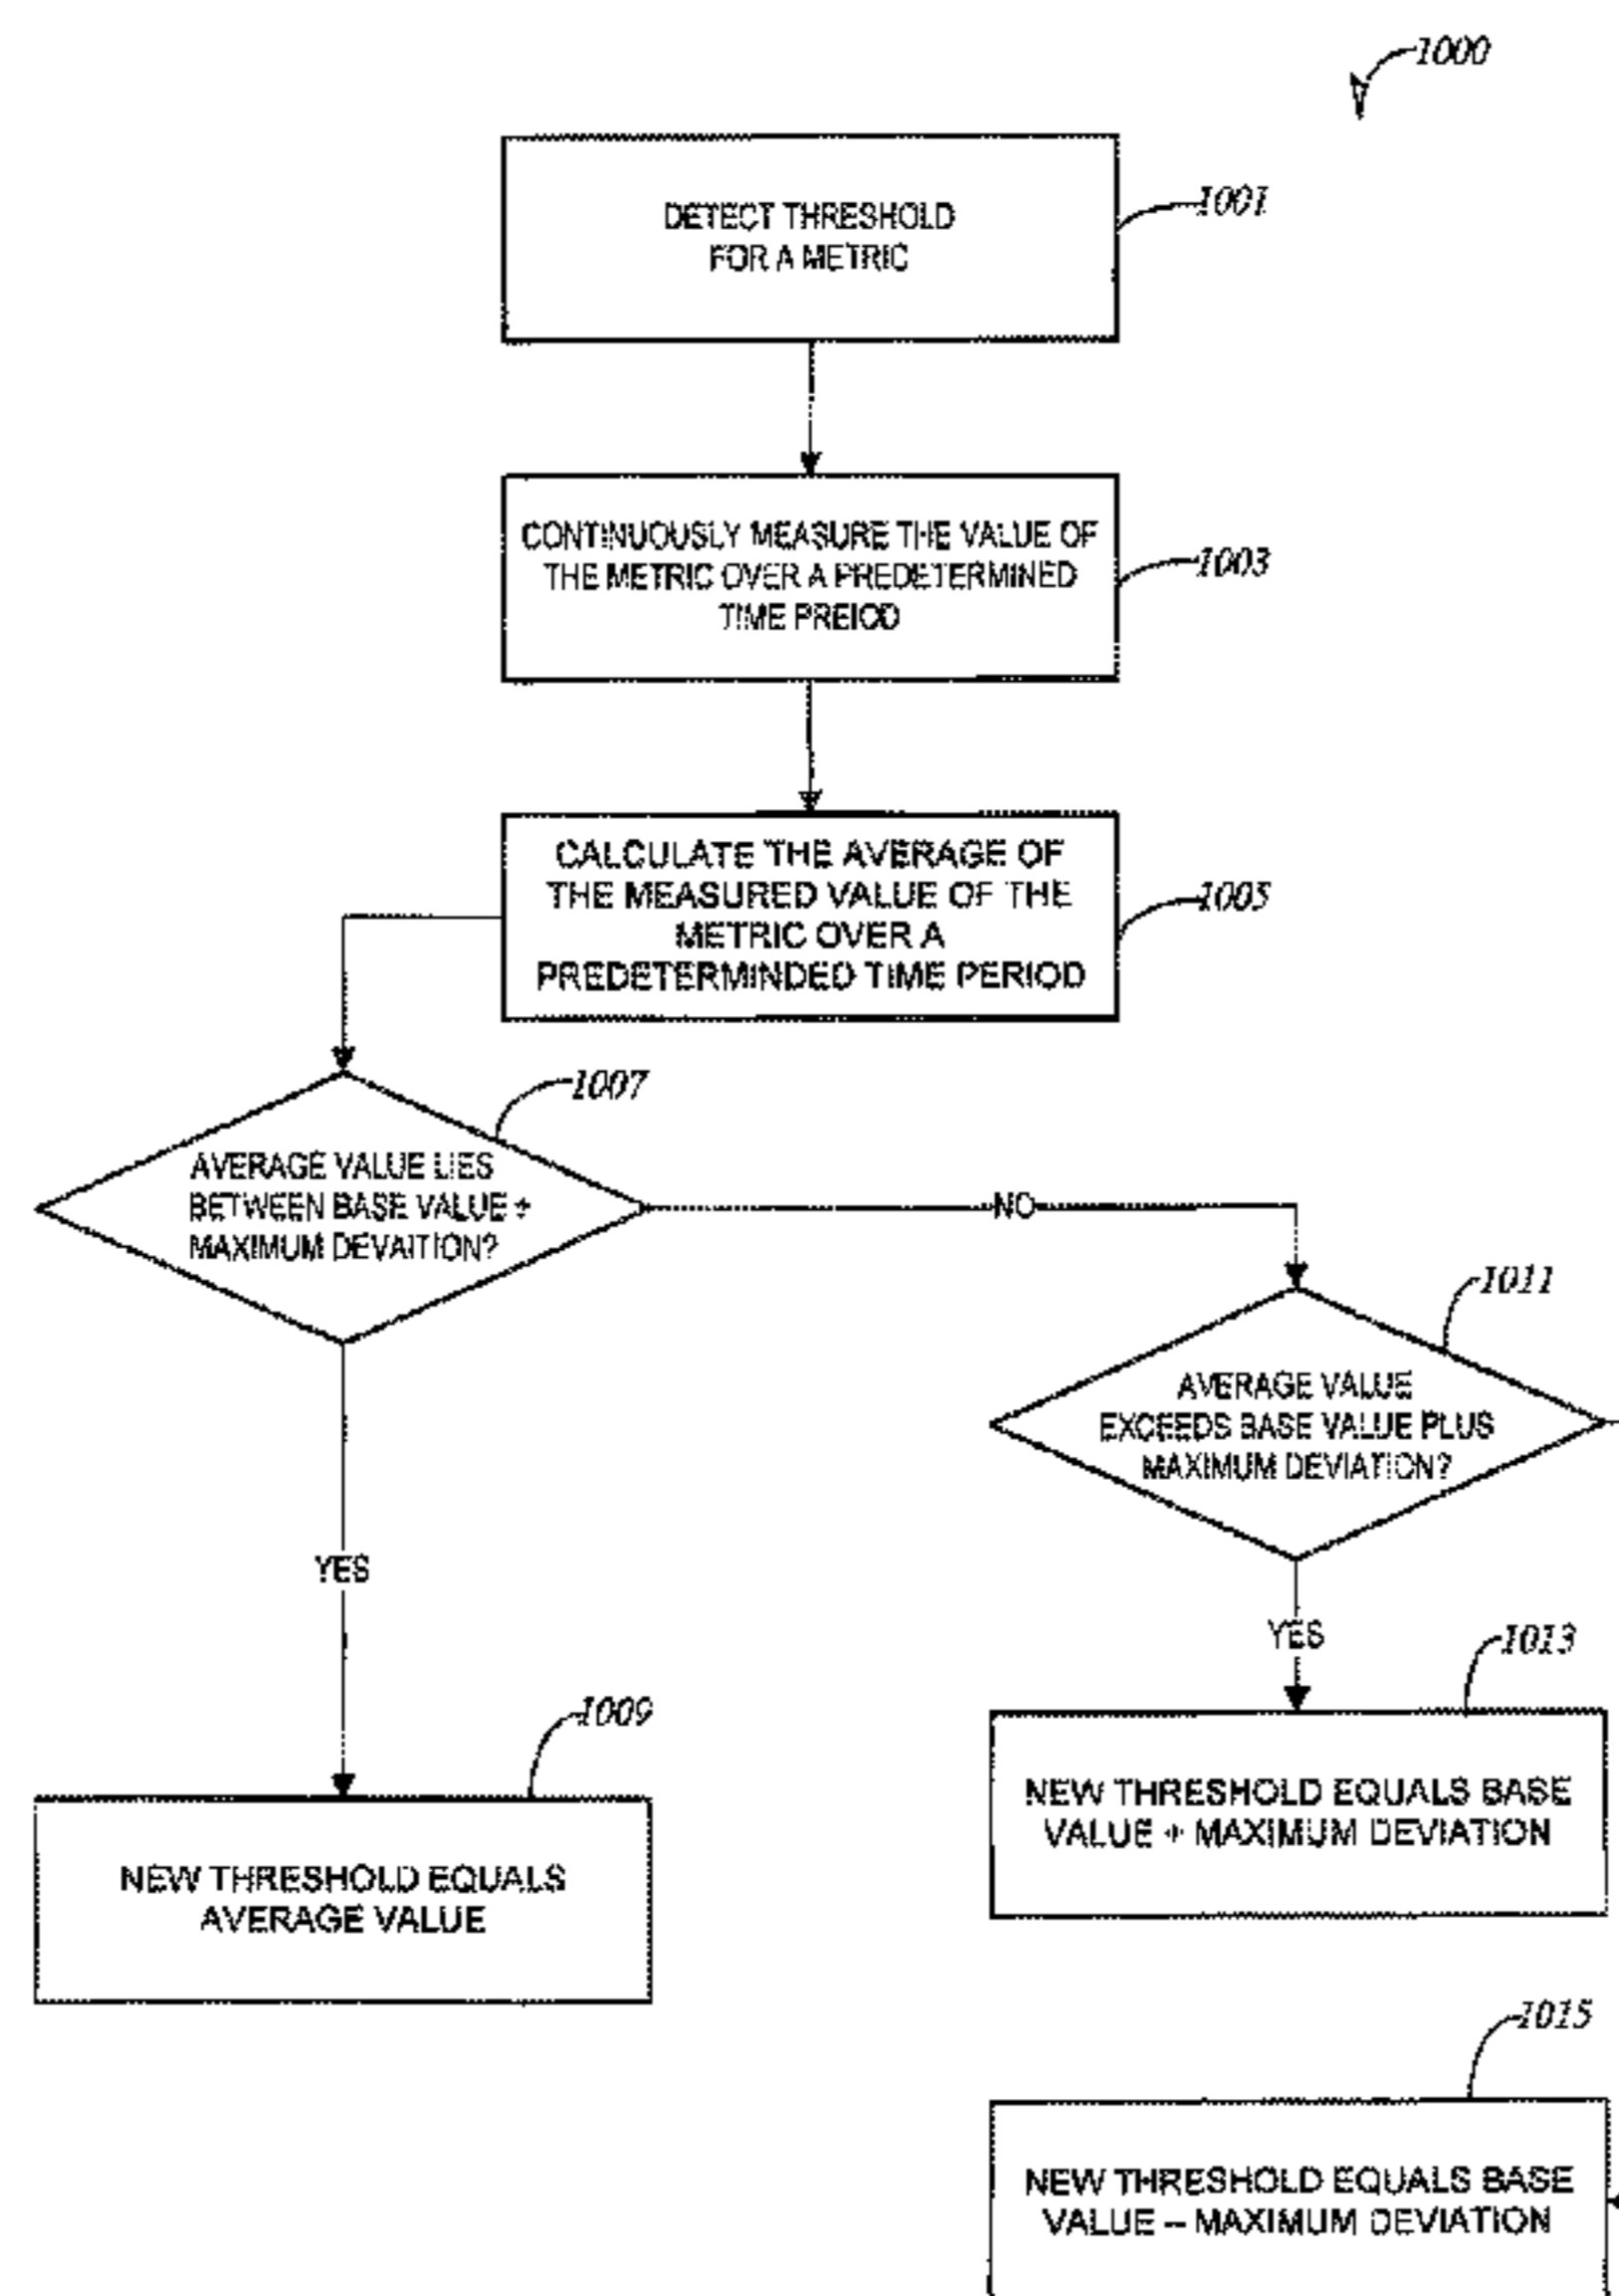 1000
DETECT THRESHOLD
FOR A METRIC
1001
CONTINUOUSLY MEASURE THE VALUE OF
THE METRIC OVER A PREDETERMINED
TIME PREIOD
1003
CALCULATE THE AVERAGE OF
THE MEASURED VALUE OF THE
METRIC OVER A
PREDETERMINDED TIME PERIOD
1005
1007
AVERAGE VALUE LIES
BETWEEN BASE VALUE +
MAXIMUM DEVAITION?
NO
1011
AVERAGE VALUE
EXCEEDS BASE VALUE PLUS
MAXIMUM DEVIATION?
YES
YES
1013
1009
NEW THRESHOLD EQUALS BASE
VALUE + MAXIMUM DEVIATION
NEW THRESHOLD EQUALS
AVERAGE VALUE
1015
NEW THRESHOLD EQUALS BASE
VALUE – MAXIMUM DEVIATION